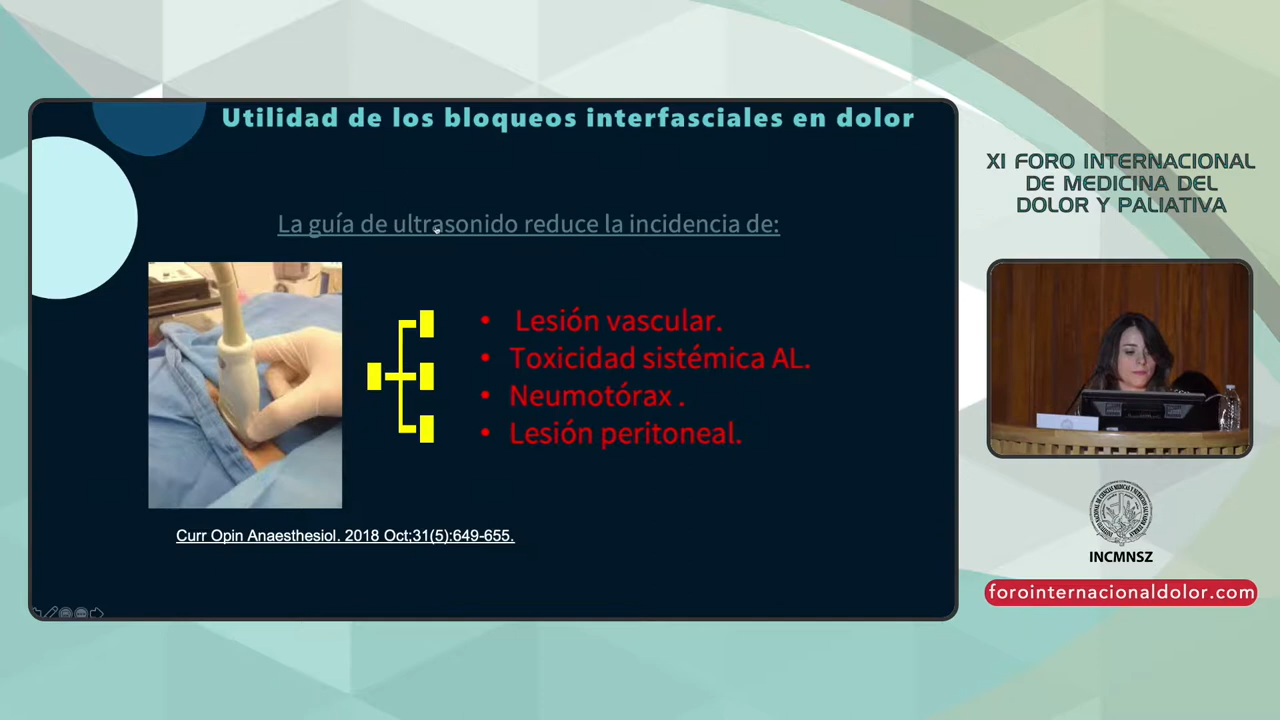 Utilidad de los bloqueos interfasciales en dolor
La guía de ultrasonido reduce la incidencia de:
• Lesión vascular.
• Toxicidad sistémica AL.
• Neumotórax .
• Lesión peritoneal.
Curr Opin Anaesthesiol. 2018 Oct;31(5):649-655.
XI FORO INTERNACIONAL
DE MEDICINA DEL
DOLOR Y PALIATIVA
INCMNSZ
forointernacionaldolor.com